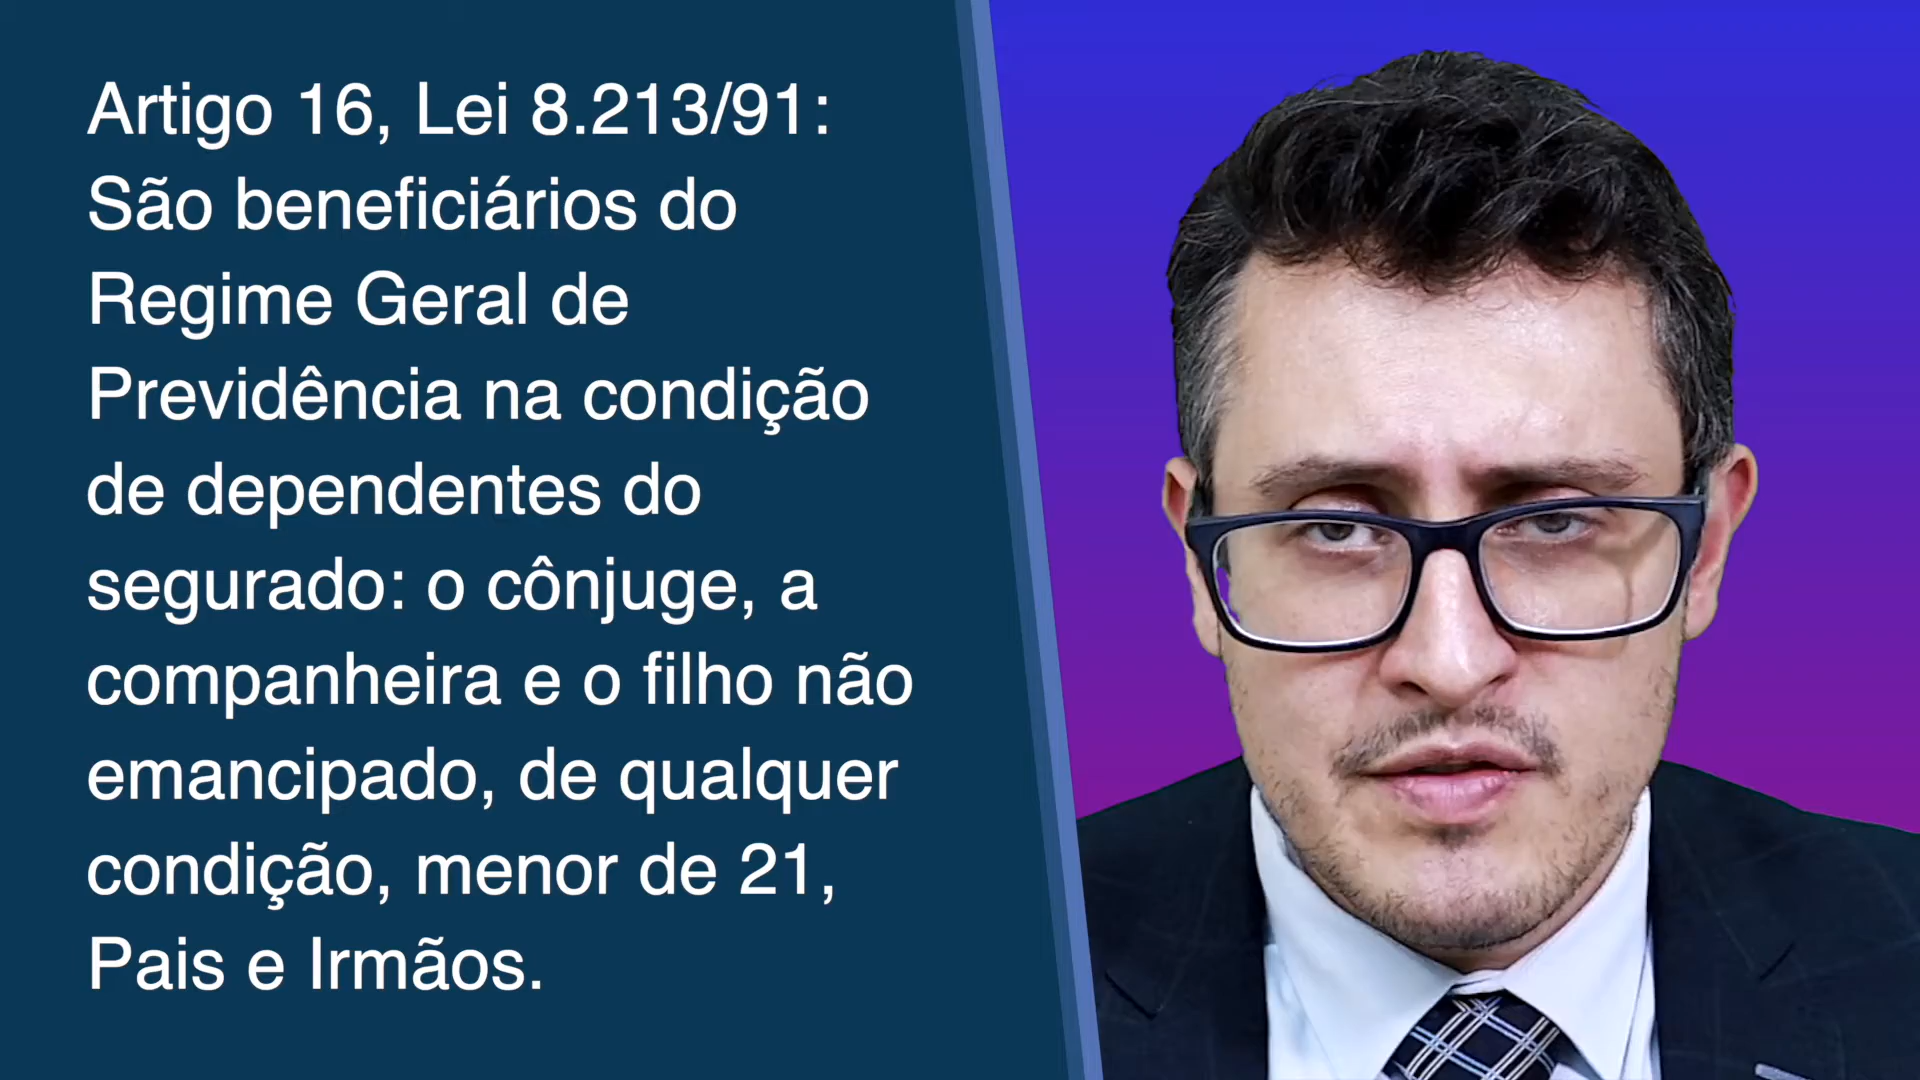 Artigo 16, Lei 8.213/91:
São beneficiários do
Regime Geral de
Previdência na condição
de dependentes do
segurado: o cônjuge, a
companheira e o filho não
emancipado, de qualquer
condição, menor de 21,
Pais e Irmãos.